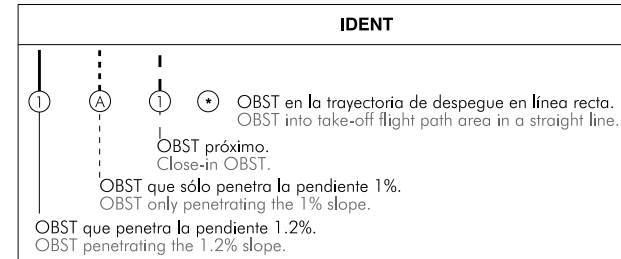 IDENT
1 A 1 * OBST en la trayectoria de despegue en línea recta.
OBST into take-off flight path area in a straight line.
OBST próximo.
Close-in OBST.
OBST que sólo penetra la pendiente 1%.
OBST only penetrating the 1% slope.
OBST que penetra la pendiente 1.2%.
OBST penetrating the 1.2% slope.